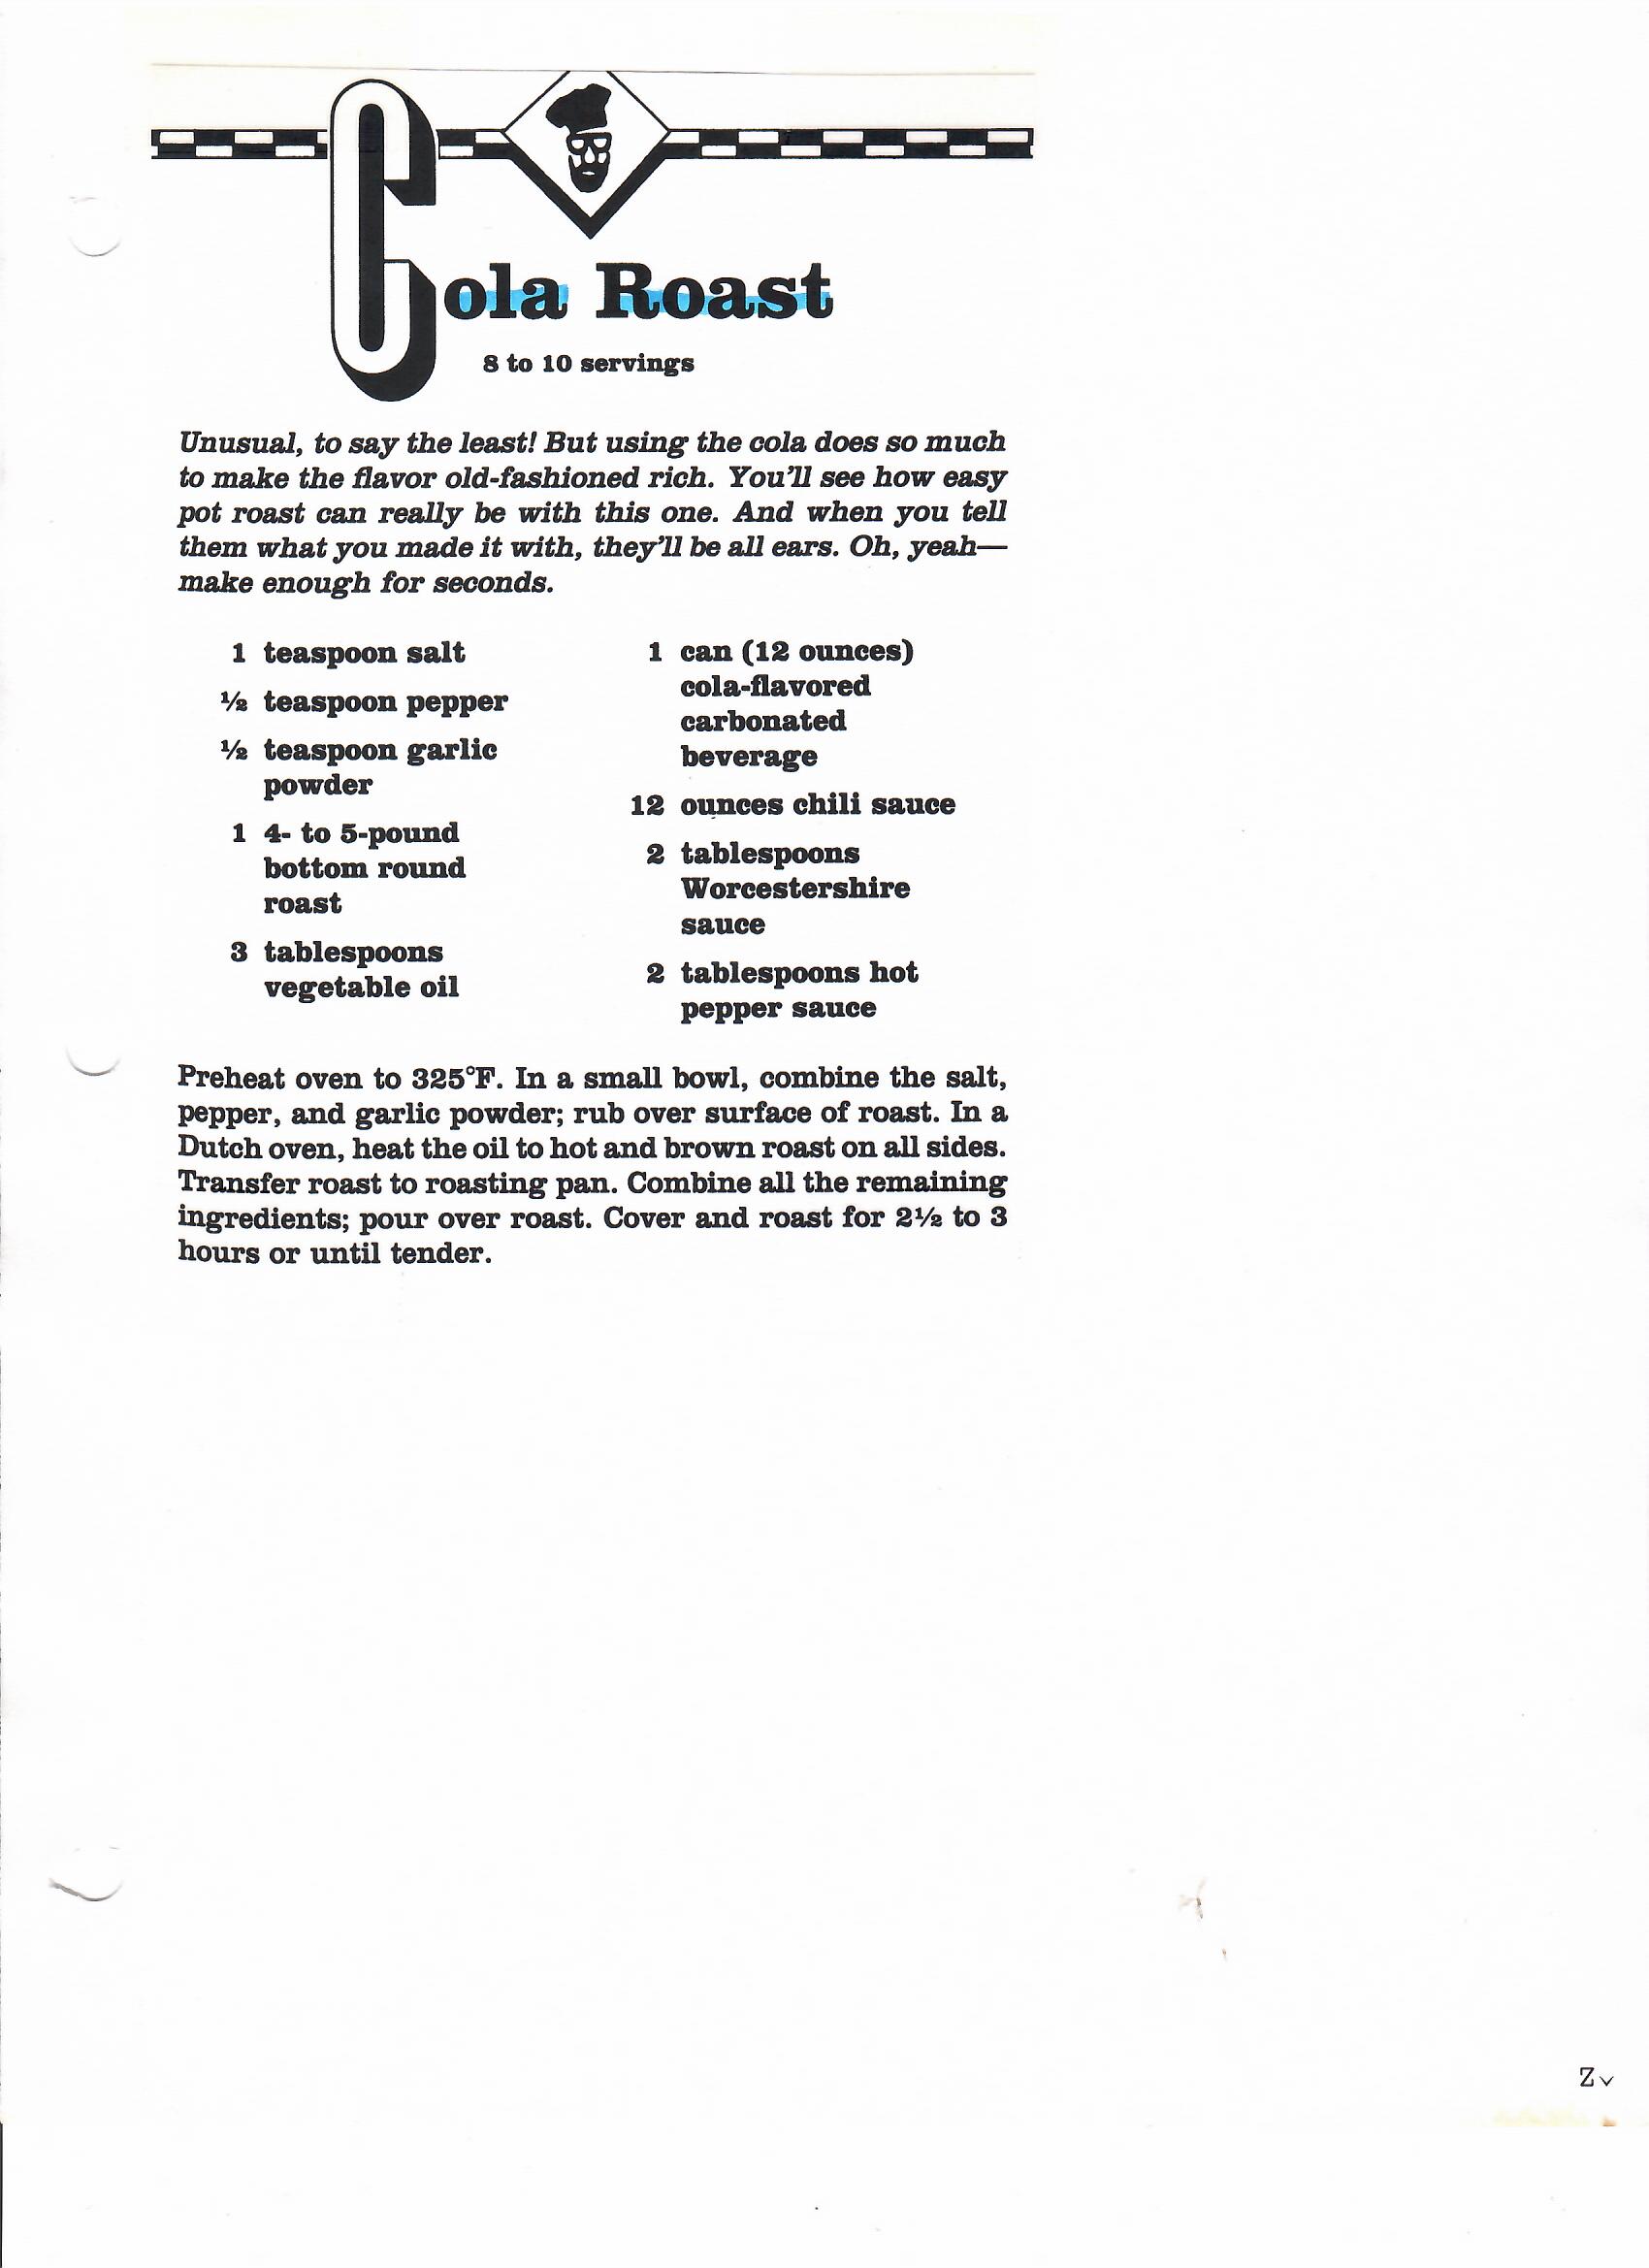 Cola Roast
8 to 10 servings
Unusual, to say the least! But using the cola does so much
to make the flavor old-fashioned rich. You'll see how easy
pot roast can really be with this one. And when you tell
them what you made it with, they'll be all ears. Oh, yeah—
make enough for seconds.
1 teaspoon salt
½ teaspoon pepper
½ teaspoon garlic
powder
1 4- to 5-pound
bottom round
roast
3 tablespoons
vegetable oil
1 can (12 ounces)
cola-flavored
carbonated
beverage
12 ounces chili sauce
2 tablespoons
Worcestershire
sauce
2 tablespoons hot
pepper sauce
Preheat oven to 325°F. In a small bowl, combine the salt,
pepper, and garlic powder; rub over surface of roast. In a
Dutch oven, heat the oil to hot and brown roast on all sides.
Transfer roast to roasting pan. Combine all the remaining
ingredients; pour over roast. Cover and roast for 2½ to 3
hours or until tender.
Zv